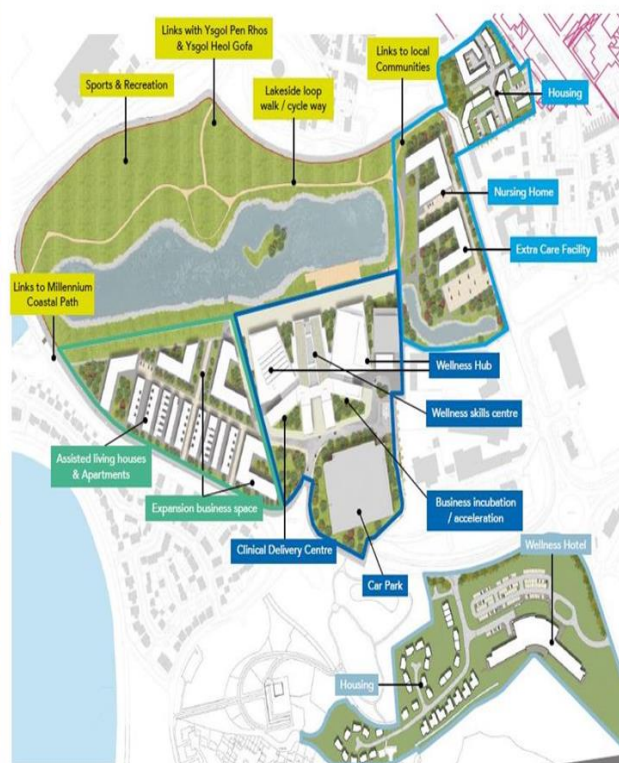 Links with Ysgol Pen Rhos
& Ysgol Heol Gofa
Sports & Recreation
Lakeside loop
walk / cycle way
Links to local
Communities
Housing
Nursing Home
Extra Care Facility
Links to Millennium
Coastal Path
Wellness Hub
Wellness skills centre
Assisted living houses
& Apartments
Expansion business space
Business incubation
/ acceleration
Clinical Delivery Centre
Wellness Hotel
Car Park
Housing